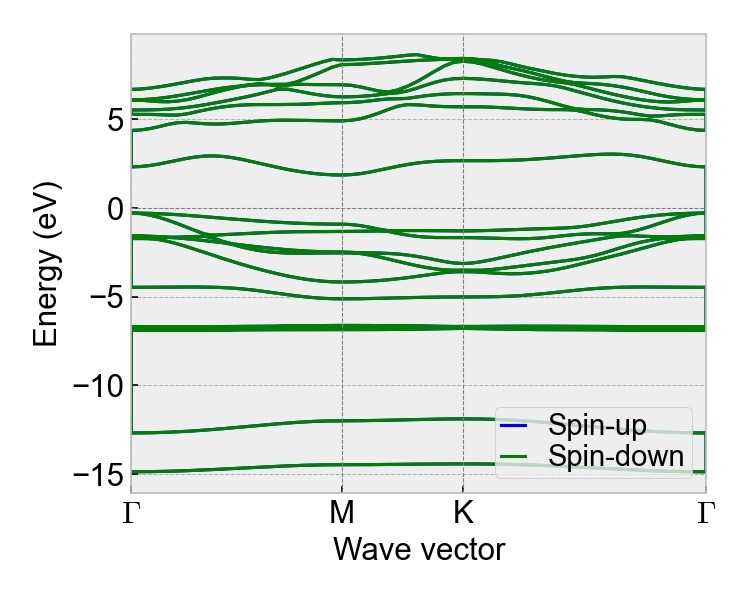 Energy (eV)
5
0
−5
−10
−15
Spin-up
Spin-down
Γ M K Γ
Wave vector